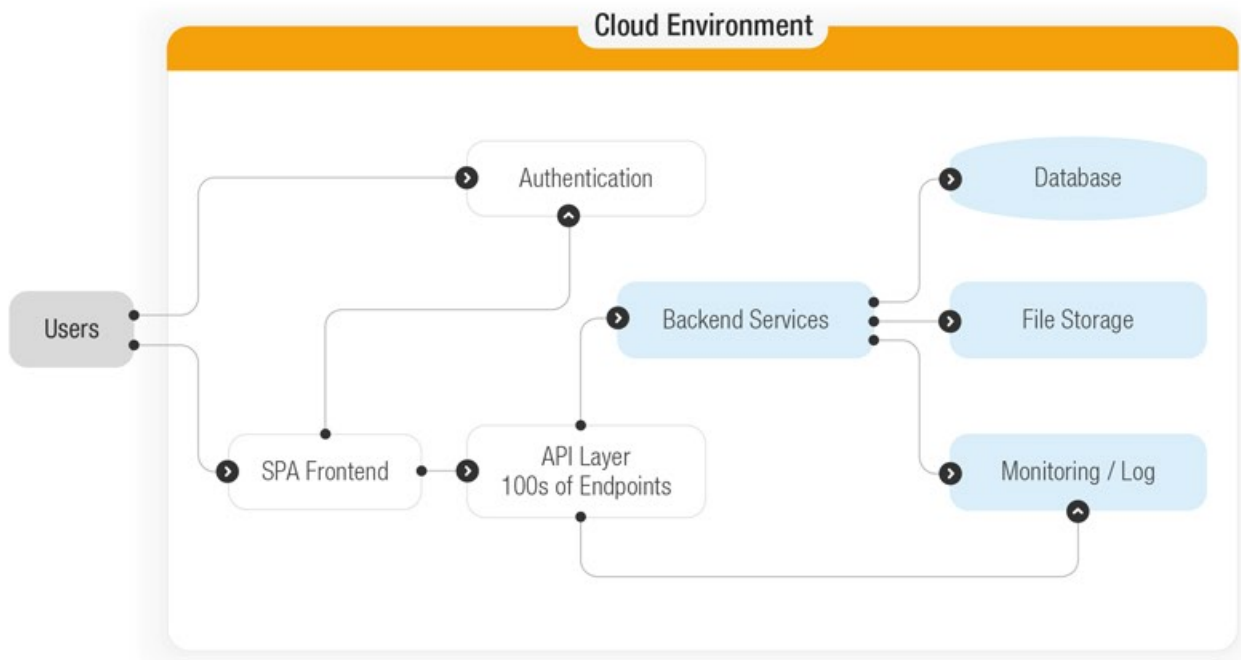 Cloud Environment
Authentication
Database
Users
Backend Services
File Storage
SPA Frontend
API Layer
100s of Endpoints
Monitoring / Log